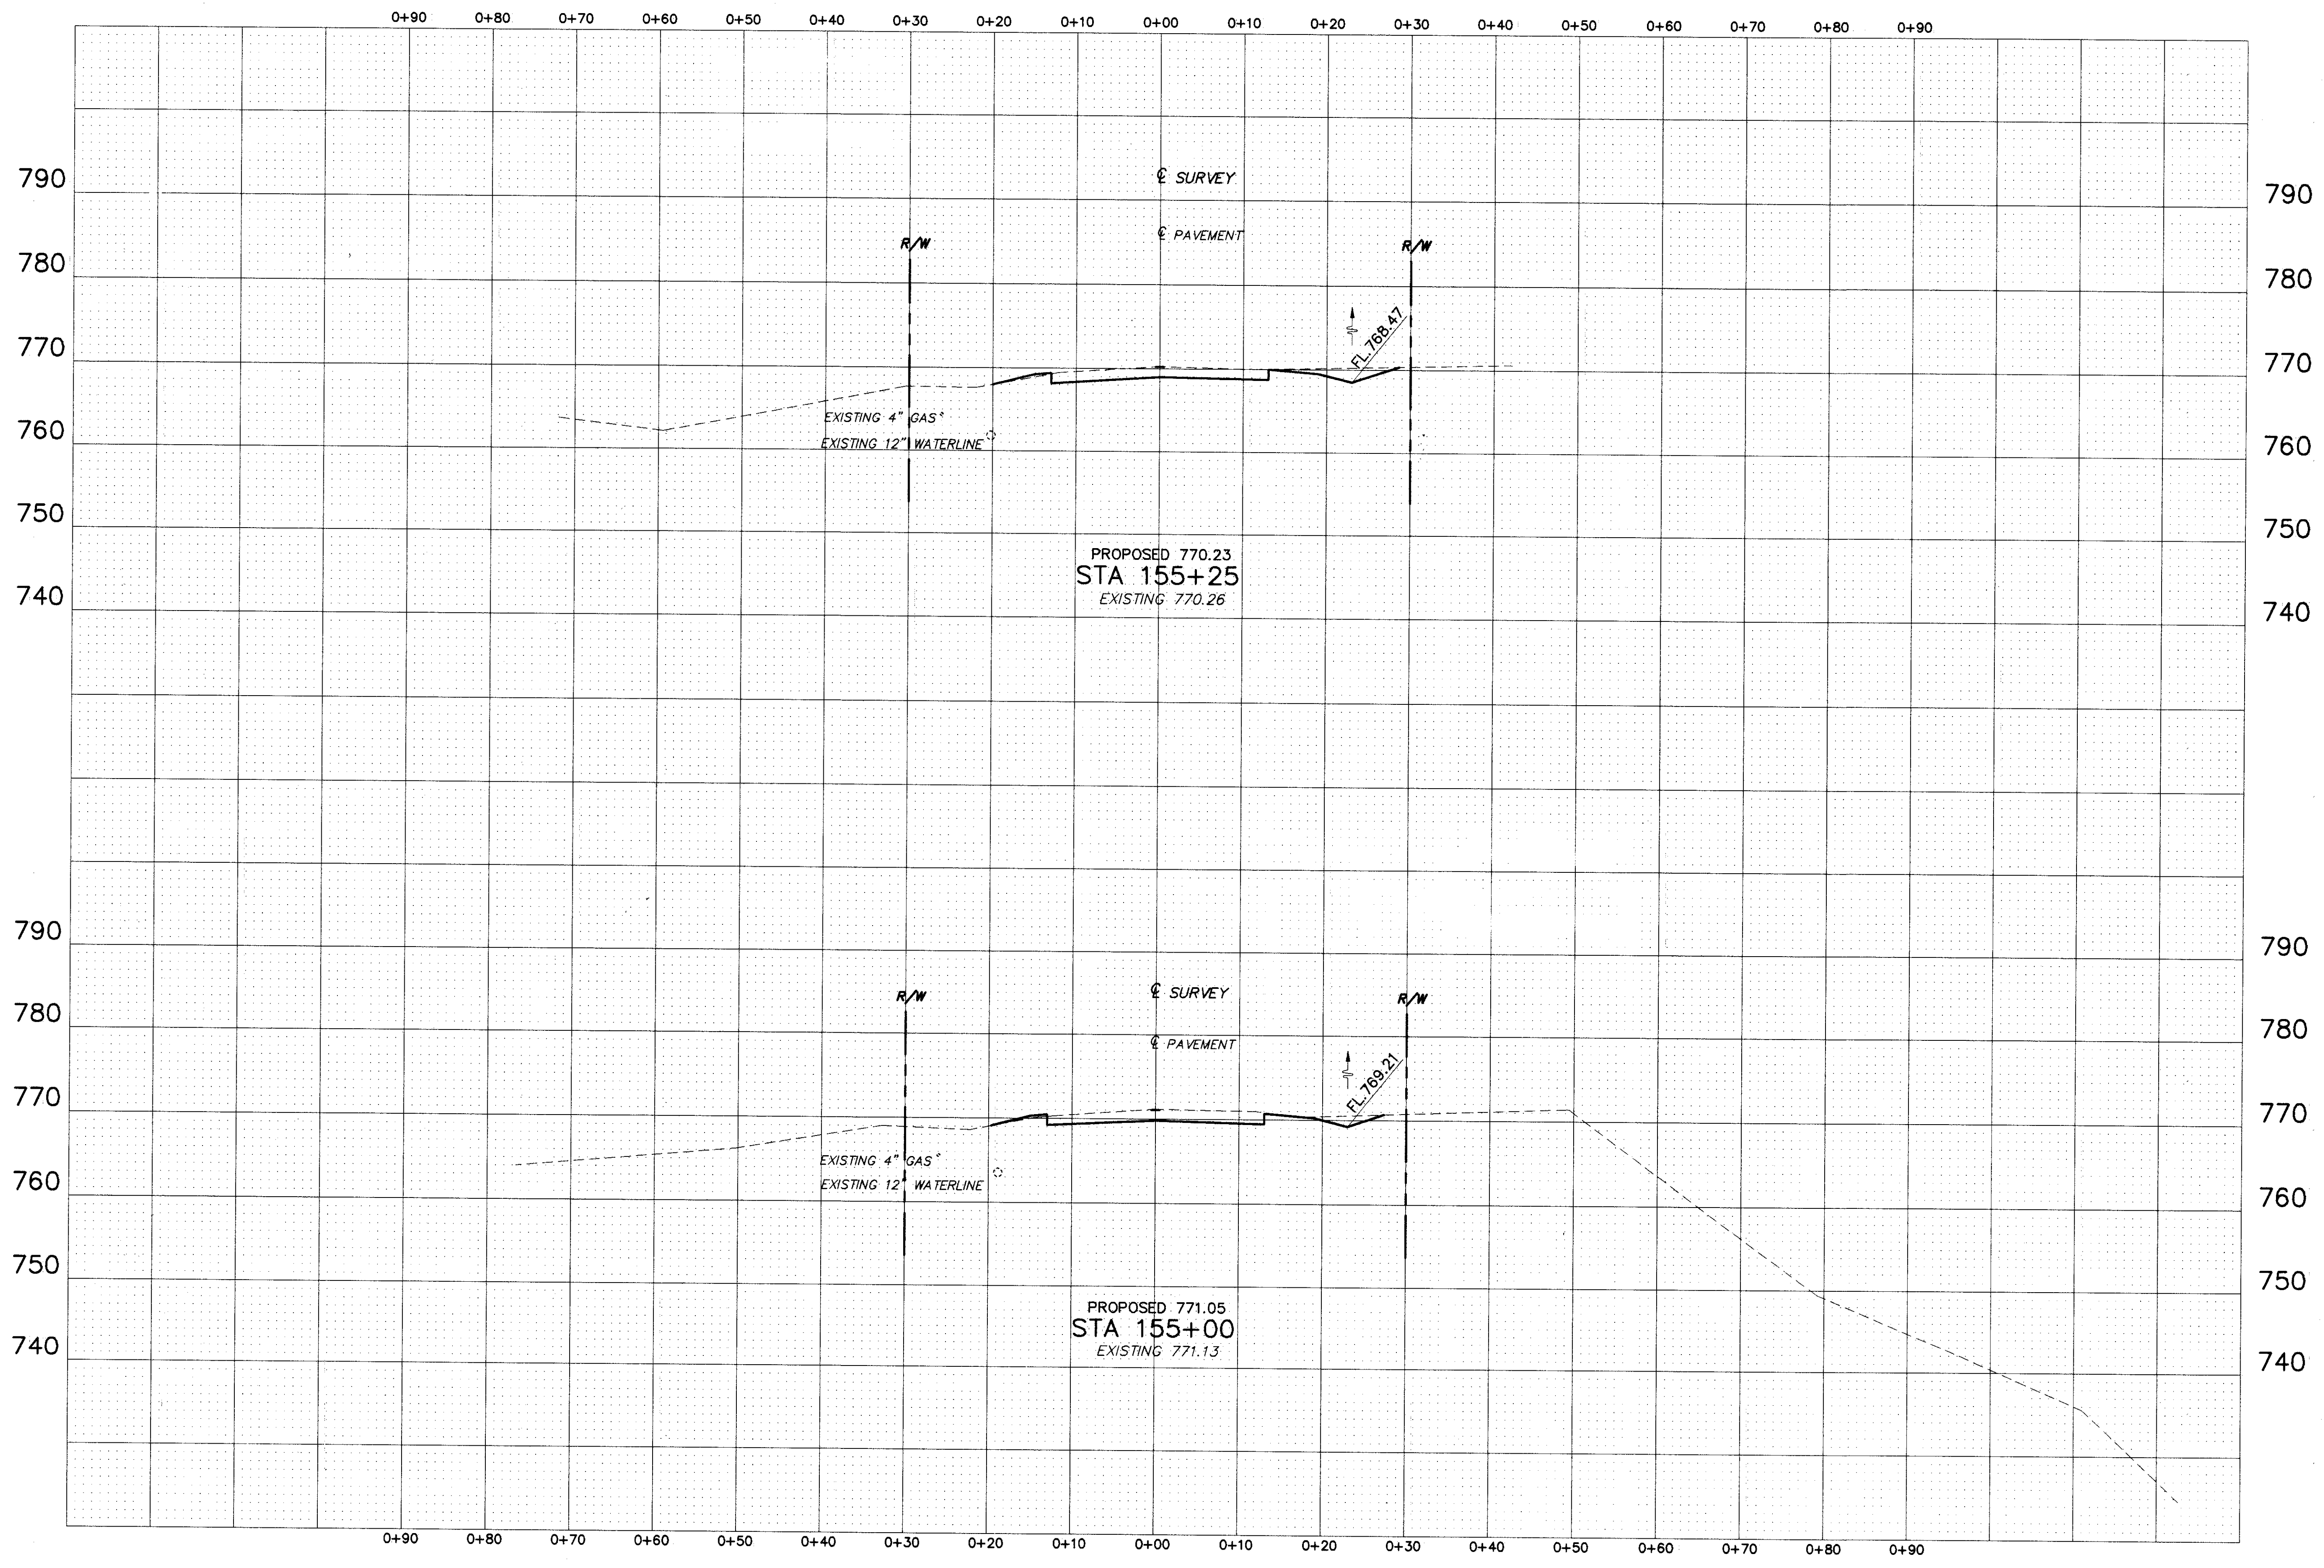 0+90 0+80 0+70 0+60 0+50 0+40 0+30 0+20 0+10 0+00 0+10 0+20 0+30 0+40 0+50 0+60 0+70 0+80 0+90
℄ SURVEY
790 790
℄ PAVEMENT
R/W R/W
780 780
FL. 768.47
770 770
EXISTING 4" GAS
760 760
EXISTING 12" WATERLINE
750 750
PROPOSED 770.23
STA 155+25
EXISTING 770.26
740 740
790 790
℄ SURVEY
R/W R/W
780 780
℄ PAVEMENT
FL. 769.21
770 770
EXISTING 4" GAS
760 760
EXISTING 12" WATERLINE
750 750
PROPOSED 771.05
STA 155+00
EXISTING 771.13
740 740
0+90 0+80 0+70 0+60 0+50 0+40 0+30 0+20 0+10 0+00 0+10 0+20 0+30 0+40 0+50 0+60 0+70 0+80 0+90